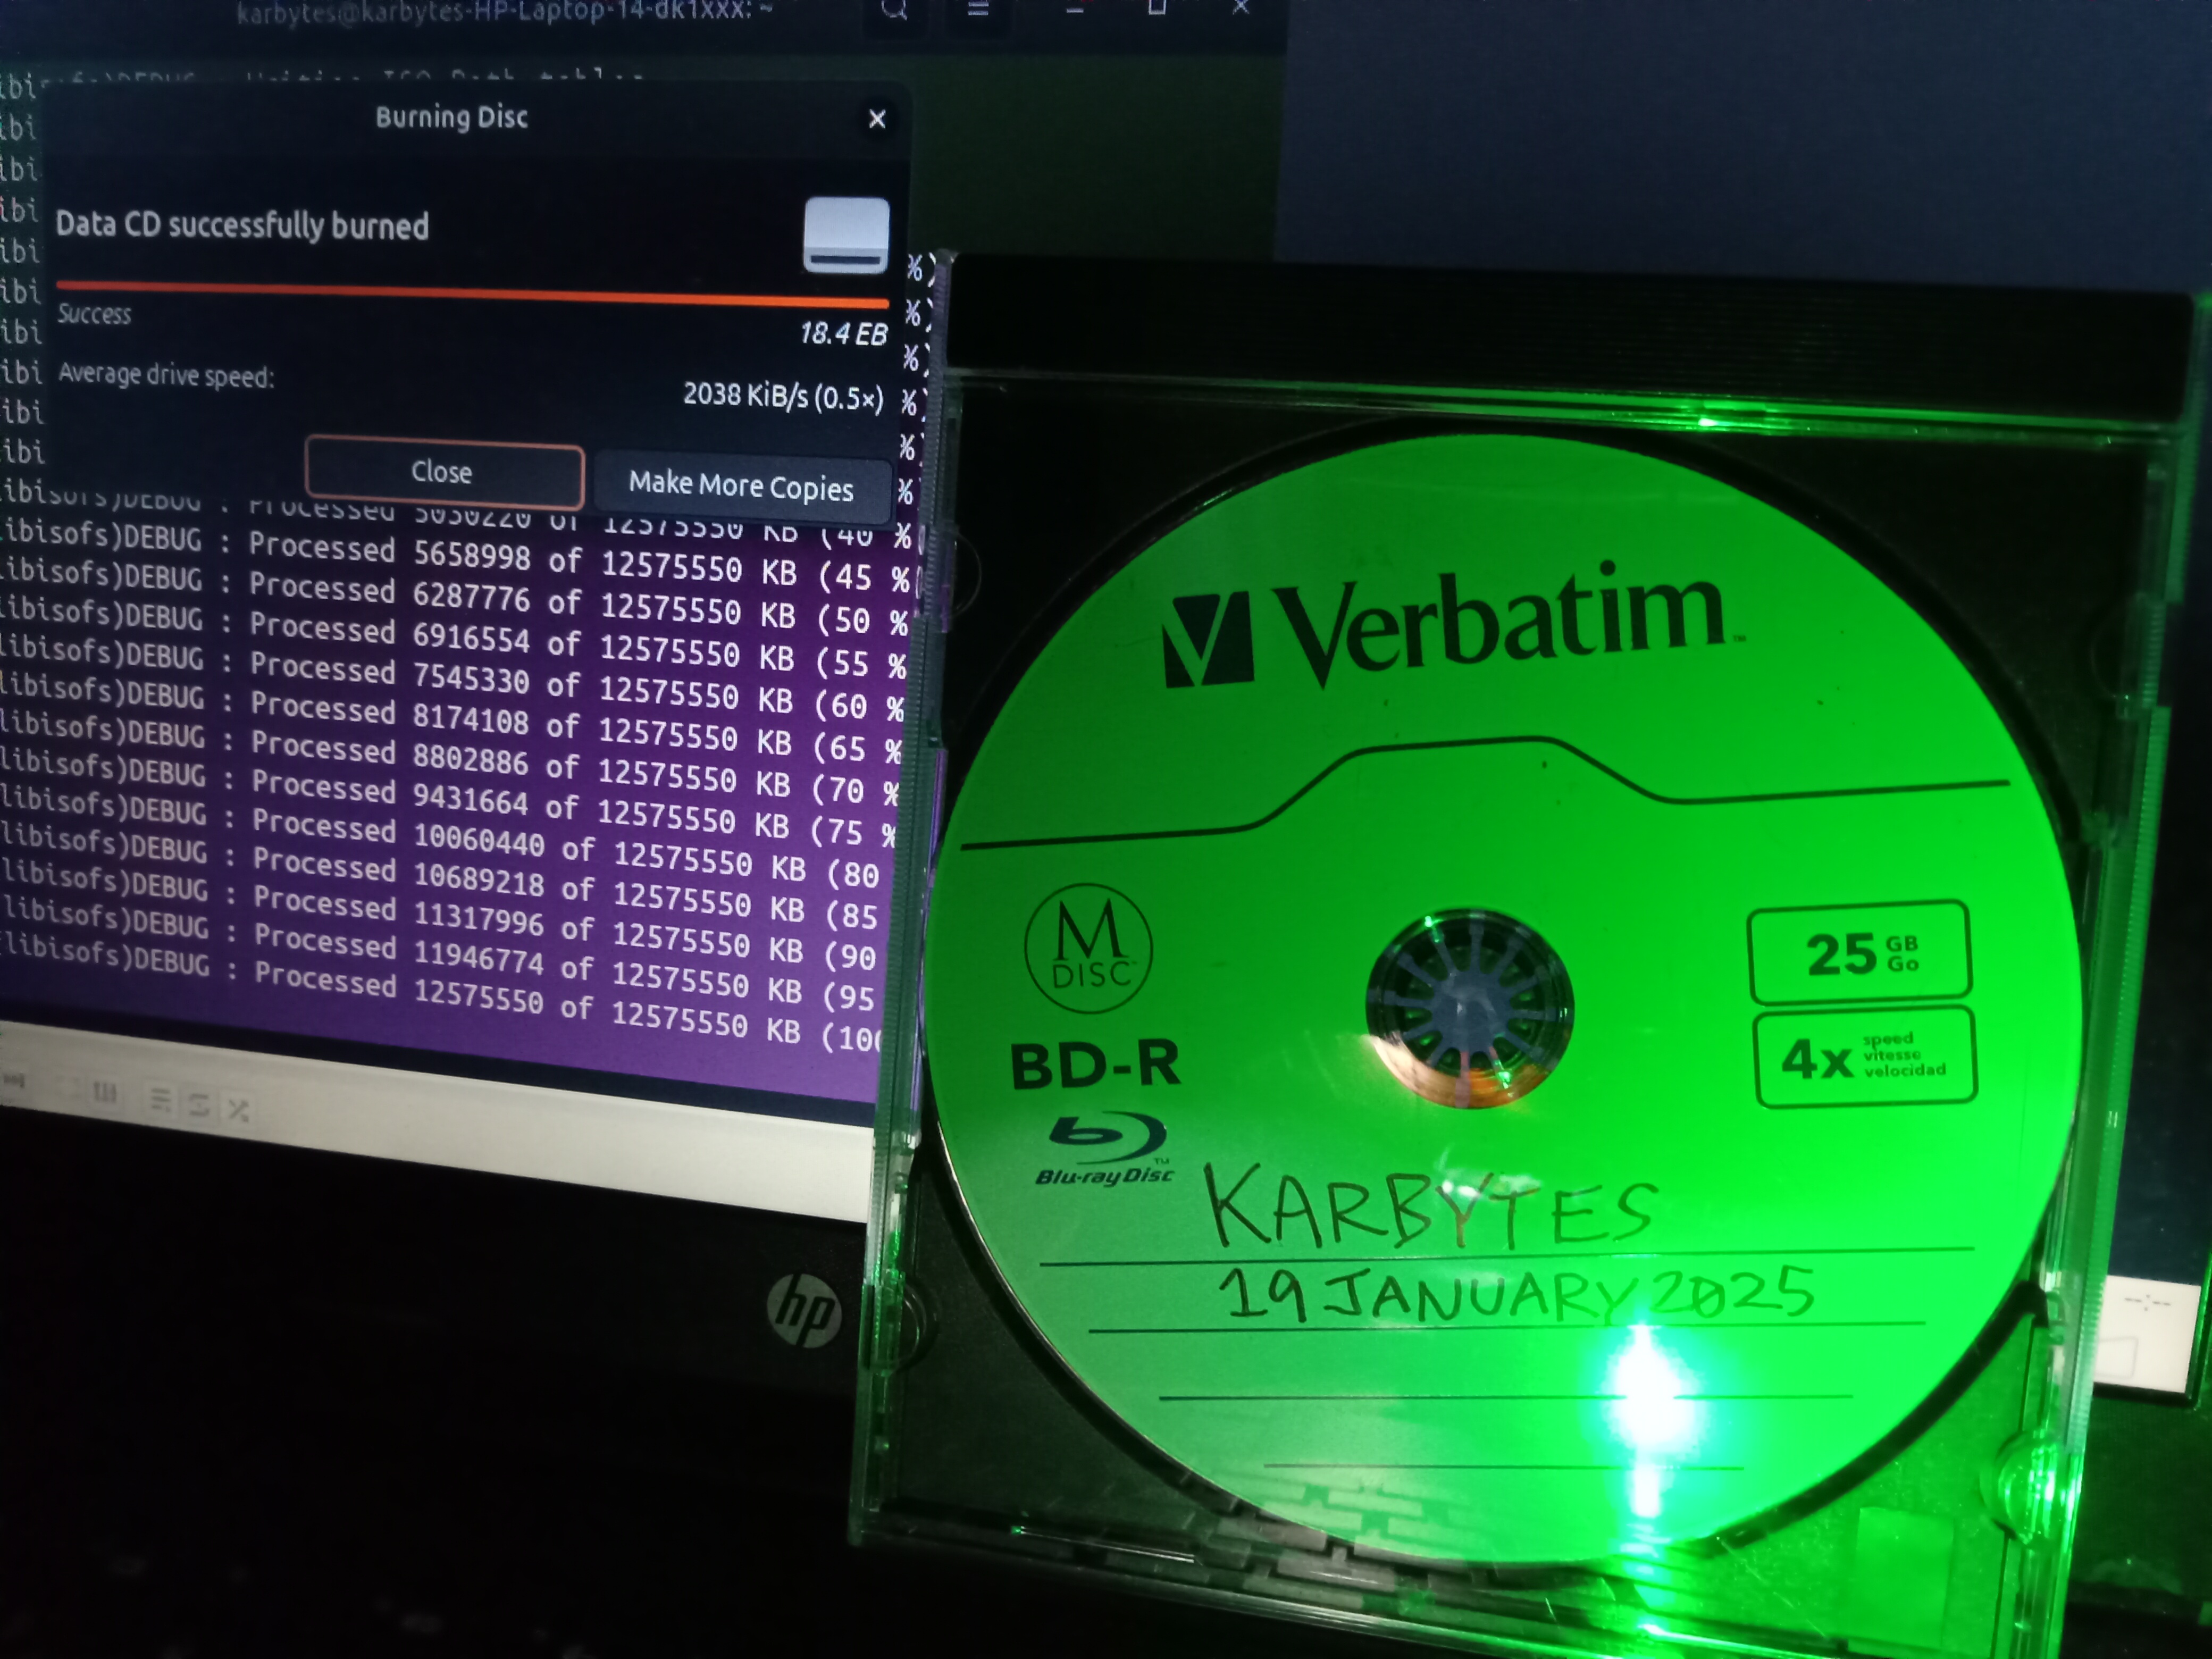 karbytes@karbytes-HP-Laptop-14-dk1xxx: ~
Burning Disc
Data CD successfully burned
Success
18.4 EB
Average drive speed:
2038 KiB/s (0.5×)
Close
Make More Copies
libisofs)DEBUG : Processed 5030220 of 12575550 KB (40 %
libisofs)DEBUG : Processed 5658998 of 12575550 KB (45 %
libisofs)DEBUG : Processed 6287776 of 12575550 KB (50 %
libisofs)DEBUG : Processed 6916554 of 12575550 KB (55 %
libisofs)DEBUG : Processed 7545330 of 12575550 KB (60 %
libisofs)DEBUG : Processed 8174108 of 12575550 KB (65 %
libisofs)DEBUG : Processed 8802886 of 12575550 KB (70 %
libisofs)DEBUG : Processed 9431664 of 12575550 KB (75 %
libisofs)DEBUG : Processed 10060440 of 12575550 KB (80
libisofs)DEBUG : Processed 10689218 of 12575550 KB (85
libisofs)DEBUG : Processed 11317996 of 12575550 KB (90
libisofs)DEBUG : Processed 11946774 of 12575550 KB (95
libisofs)DEBUG : Processed 12575550 of 12575550 KB (100
hp
Verbatim™
M
DISC™
BD-R
Blu-ray Disc™
25 GB
Go
4x speed
vitesse
velocidad
KARBYTES
19 JANUARY 2025